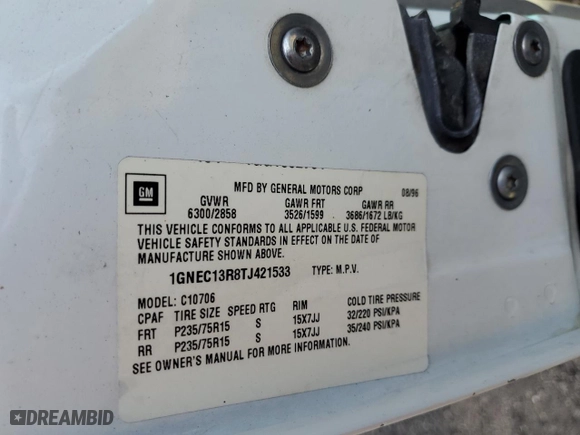 GM
MFD BY GENERAL MOTORS CORP 08/96
GVWR GAWR FRT GAWR RR
6300/2858 3526/1599 3686/1672 LB/KG
THIS VEHICLE CONFORMS TO ALL APPLICABLE U.S. FEDERAL MOTOR
VEHICLE SAFETY STANDARDS IN EFFECT ON THE DATE OF
MANUFACTURE SHOWN ABOVE.
1GNEC13R8TJ421533 TYPE: M.P.V.
MODEL: C10706
CPAF TIRE SIZE SPEED RTG RIM COLD TIRE PRESSURE
FRT P235/75R15 S 15X7JJ 32/220 PSI/KPA
RR P235/75R15 S 15X7JJ 35/240 PSI/KPA
SEE OWNER'S MANUAL FOR MORE INFORMATION.
DREAMBID